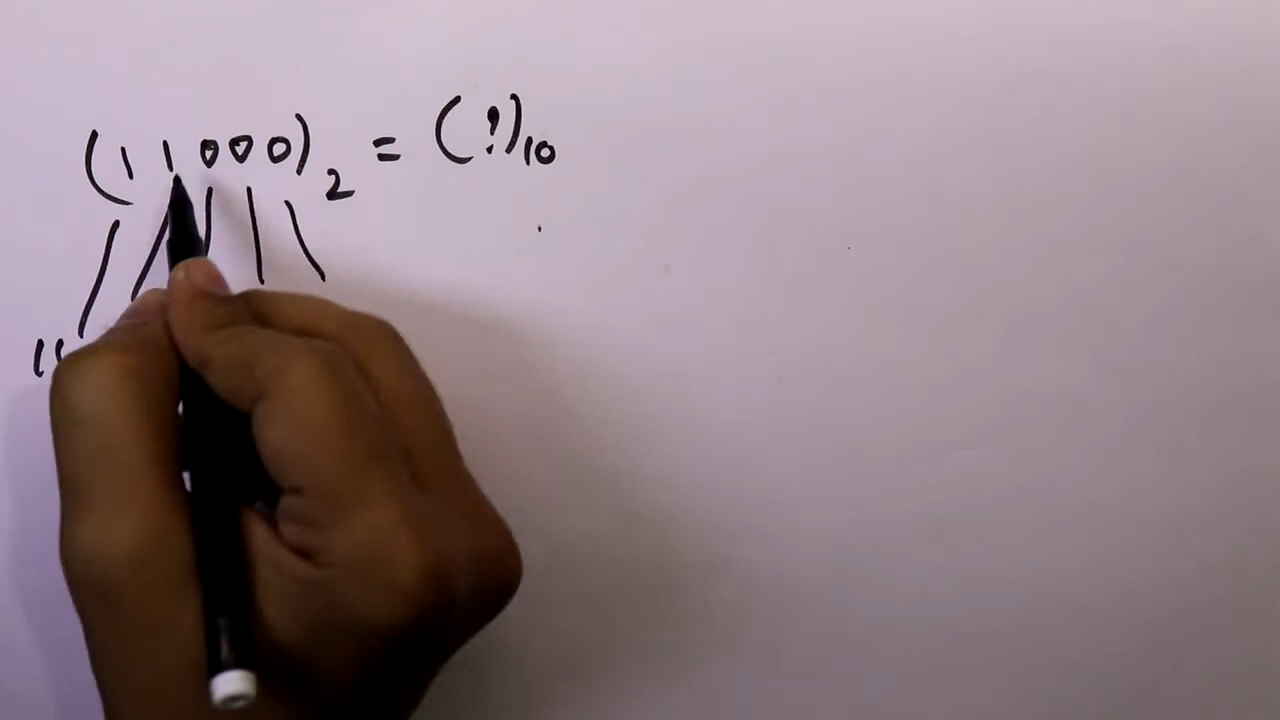 (11000)₂ = (?)₁₀